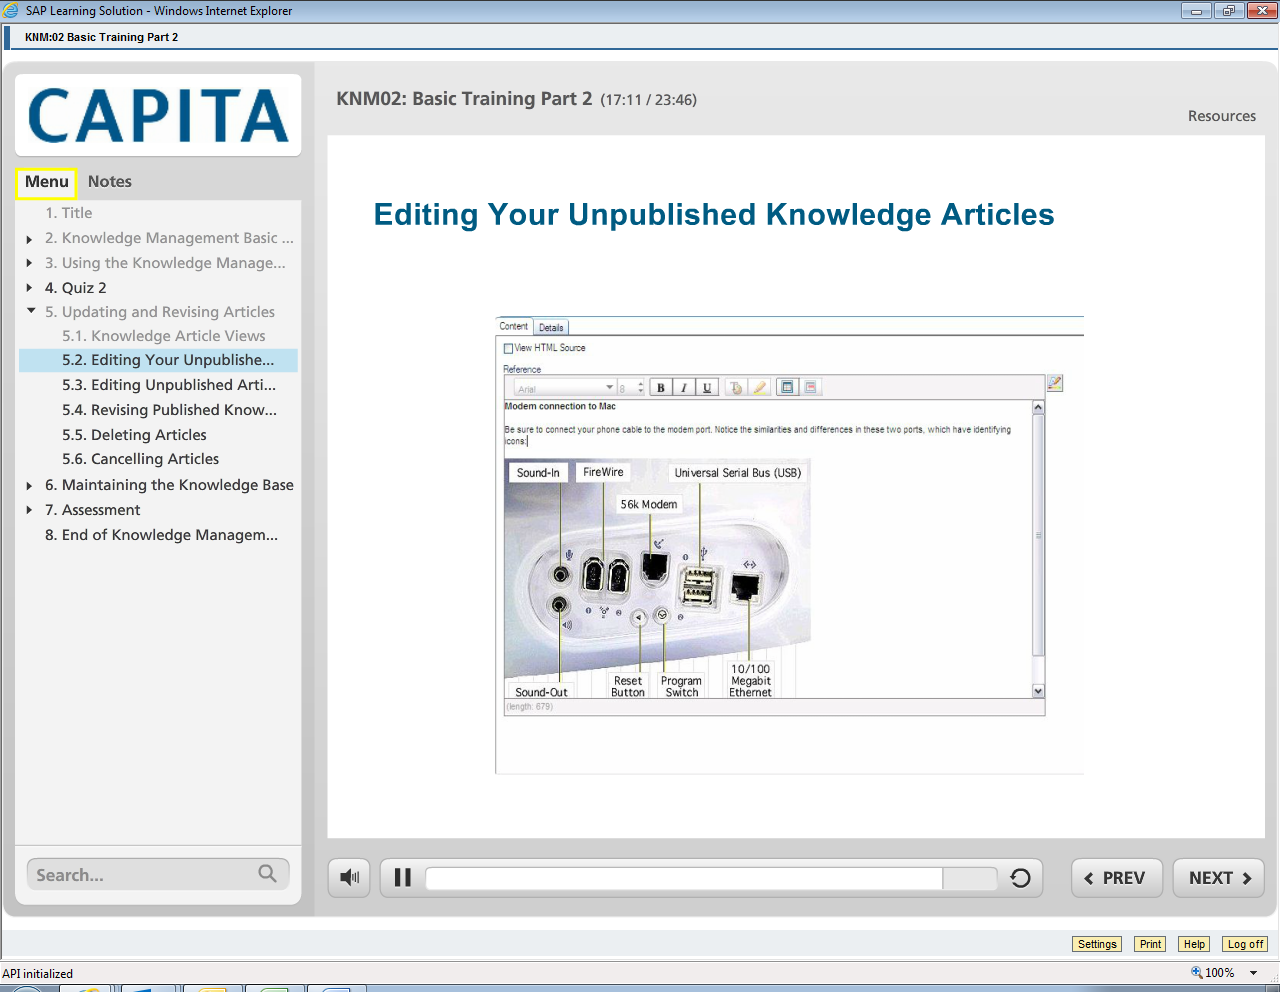 SAP Learning Solution - Windows Internet Explorer
KNM:02 Basic Training Part 2
CAPITA
KNM02: Basic Training Part 2 (17:11 / 23:46)
Resources
Menu
Notes
1. Title
2. Knowledge Management Basic ...
3. Using the Knowledge Manage...
4. Quiz 2
5. Updating and Revising Articles
5.1. Knowledge Article Views
5.2. Editing Your Unpublishe...
5.3. Editing Unpublished Arti...
5.4. Revising Published Know...
5.5. Deleting Articles
5.6. Cancelling Articles
6. Maintaining the Knowledge Base
7. Assessment
8. End of Knowledge Managem...
Search...
Editing Your Unpublished Knowledge Articles
Content
Details
View HTML Source
Reference
Arial
8
B I U
Modem connection to Mac
Be sure to connect your phone cable to the modem port. Notice the similarities and differences in these two ports, which have identifying
icons:
Sound-In
FireWire
Universal Serial Bus (USB)
56k Modem
Sound-Out
Reset
Button
Program
Switch
10/100
Megabit
Ethernet
(length: 679)
PREV
NEXT
Settings
Print
Help
Log off
API initialized
100%